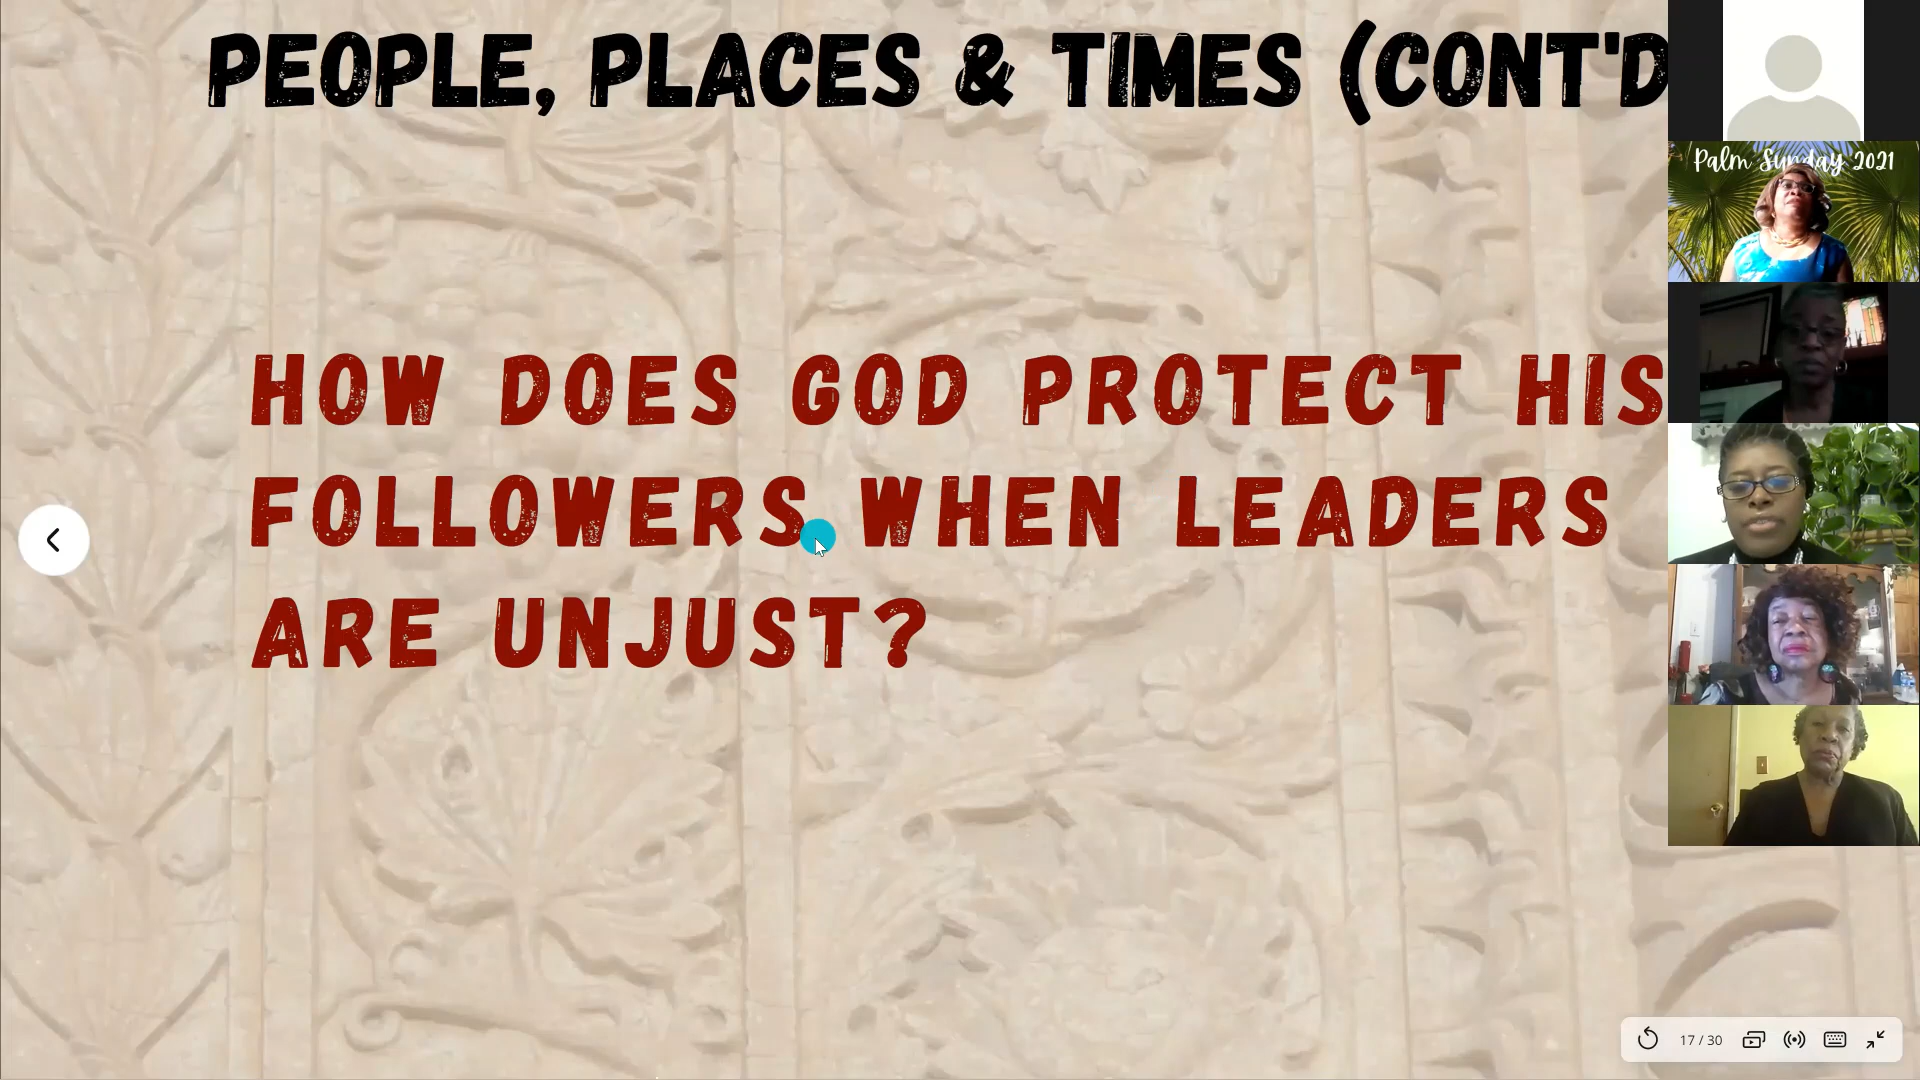 PEOPLE, PLACES & TIMES (CONT'D
Palm Sunday 2021
HOW DOES GOD PROTECT HIS
FOLLOWERS WHEN LEADERS
ARE UNJUST?
17 / 30